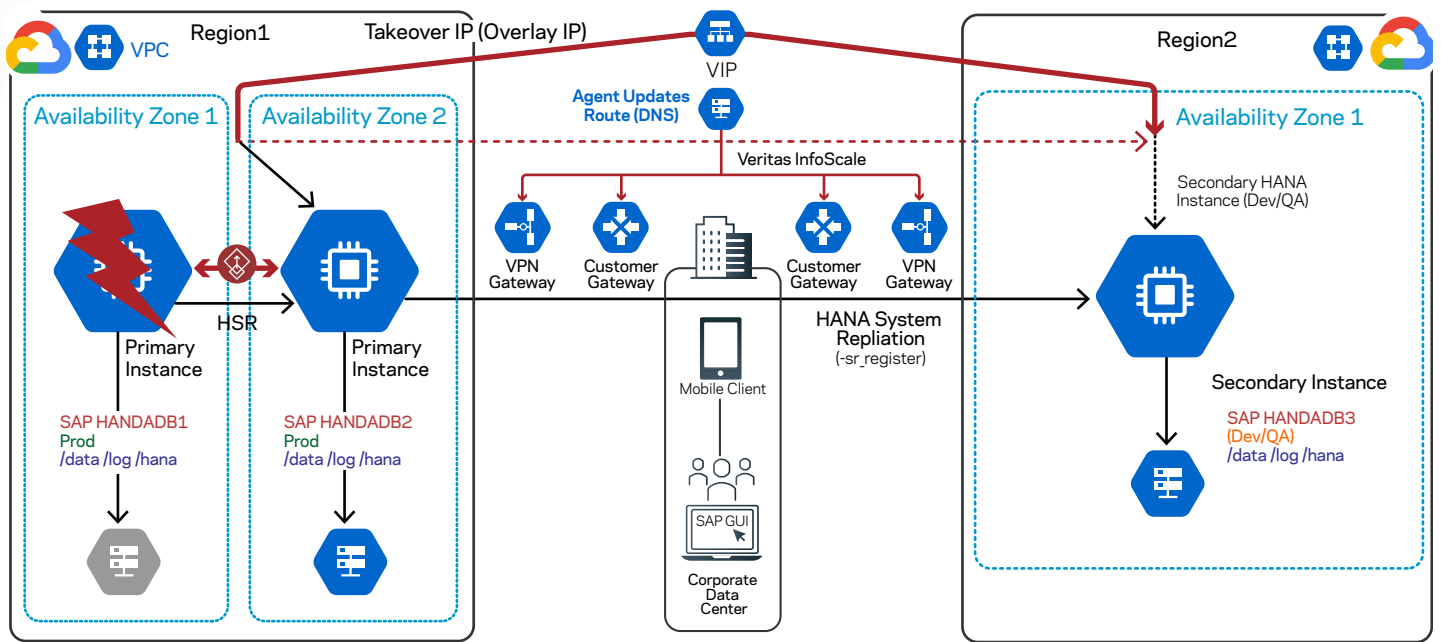 VPC
Region1
Takeover IP (Overlay IP)
VIP
Region2
Agent Updates
Route (DNS)
Availability Zone 1
Availability Zone 2
Availability Zone 1
Veritas InfoScale
Secondary HANA
Instance (Dev/QA)
VPN
Gateway
Customer
Gateway
Customer
Gateway
VPN
Gateway
HSR
HANA System
Repliation
(-sr_register)
Primary
Instance
Primary
Instance
Mobile Client
Secondary Instance
SAP HANDADB1
Prod
/data /log /hana
SAP HANDADB2
Prod
/data /log /hana
SAP HANDADB3
(Dev/QA)
/data /log /hana
SAP GUI
Corporate
Data
Center